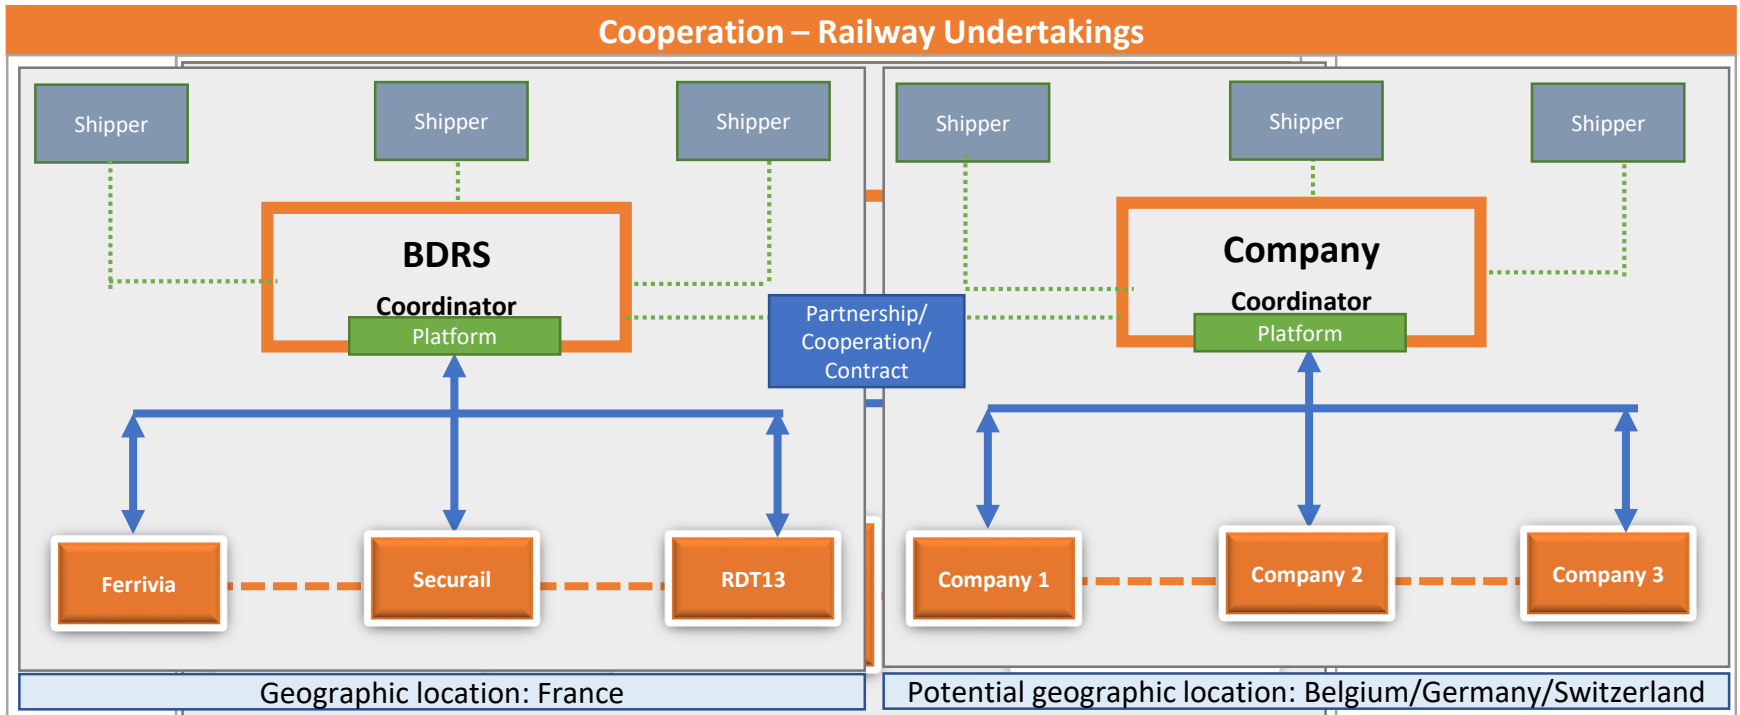 Cooperation – Railway Undertakings
Shipper
Shipper
Shipper
BDRS
Coordinator
Platform
Ferrivia
Securail
RDT13
Geographic location: France
Partnership/
Cooperation/
Contract
Shipper
Shipper
Shipper
Company
Coordinator
Platform
Company 1
Company 2
Company 3
Potential geographic location: Belgium/Germany/Switzerland